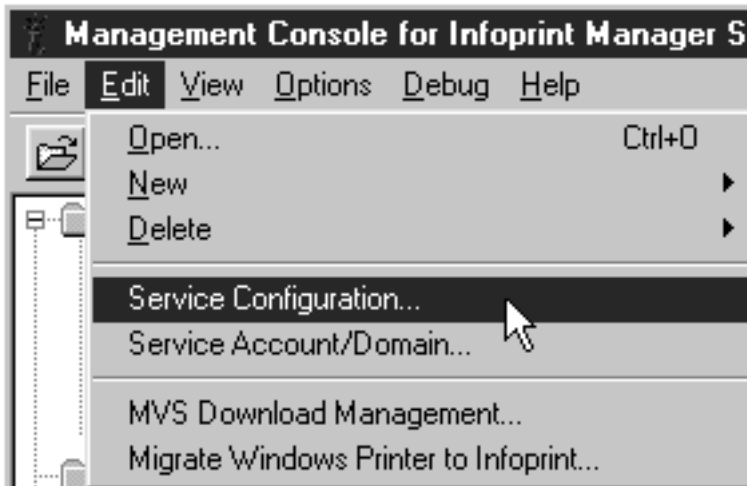 Management Console for Infoprint Manager S
File Edit View Options Debug Help
Open... Ctrl+O
New
Delete
Service Configuration...
Service Account/Domain...
MVS Download Management...
Migrate Windows Printer to Infoprint...